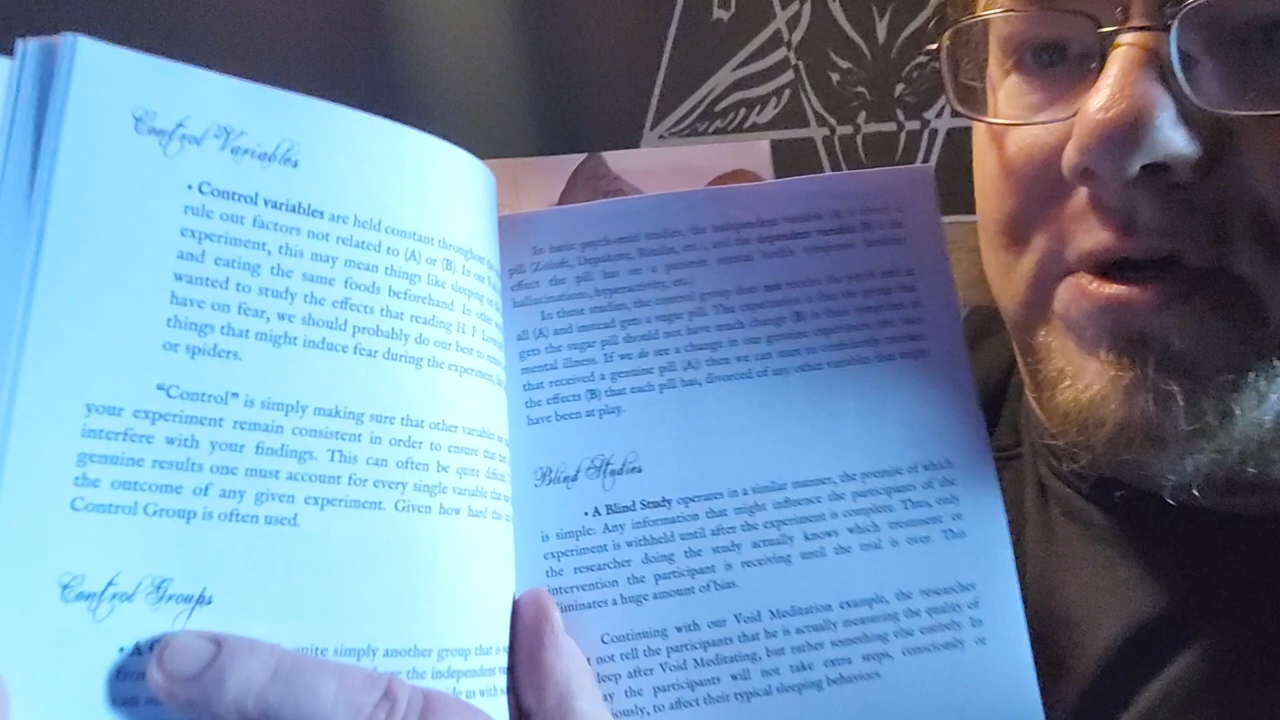 Control Variables
• Control variables are held constant throughout
rule out factors not related to (A) or (B). In our
experiment, this may mean things like sleeping
and eating the same foods beforehand. In other
wanted to study the effects that reading H. P.
have on fear, we should probably do our best to
things that might induce fear during the experiment,
or spiders.
“Control” is simply making sure that other variables
your experiment remain consistent in order to ensure
interfere with your findings. This can often be quite
genuine results one must account for every single variable that
the outcome of any given experiment. Given how hard this
Control Group is often used.
Control Groups
• A
quite simply another group that is
the independent
us with
In basic psych-med studies, the independent variable
pill (Zoloft, Depakote, Ritalin, etc.), and the dependent variable (B) is the
effect the pill has on a patient's mental health
hallucinations, hyperactivity, etc.)
In these studies, the control group does not receive the psych med at
all (A) and instead gets a sugar pill. The expectation is that the group that
gets the sugar pill should not have much change (B) in their
mental illness. If we do see a change in our genuine experiment
that received a genuine pill (A) then we can start to confidently
the effects (B) that each pill has, divorced of any other variables that might
have been at play.
Blind Studies
• A Blind Study operates in a similar manner, the premise of which
is simple: Any information that might influence the participants of the
experiment is withheld until after the experiment is complete. Thus, only
the researcher doing the study actually knows which treatment or
intervention the participant is receiving until the trial is over. This
eliminates a huge amount of bias.
Continuing with our Void Meditation example, the researcher
not tell the participants that he is actually measuring the quality of
sleep after Void Meditating, but rather something else entirely. In
the participants will not take extra steps, consciously or
to affect their typical sleeping behaviors.